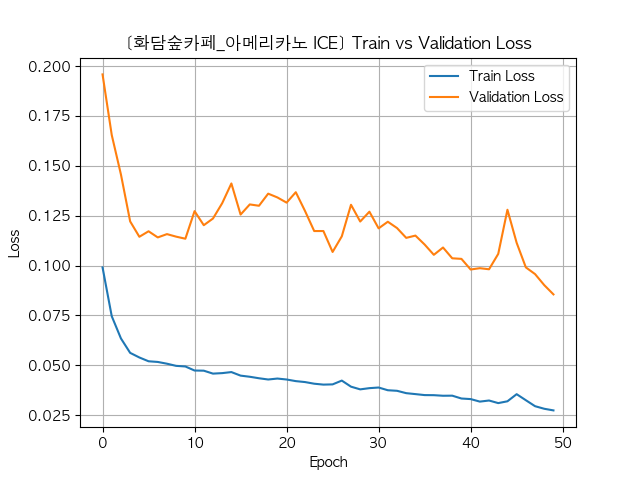 [화담숲카페_아메리카노 ICE] Train vs Validation Loss
Train Loss
Validation Loss
0.200
0.175
0.150
0.125
0.100
0.075
0.050
0.025
Loss
0 10 20 30 40 50
Epoch